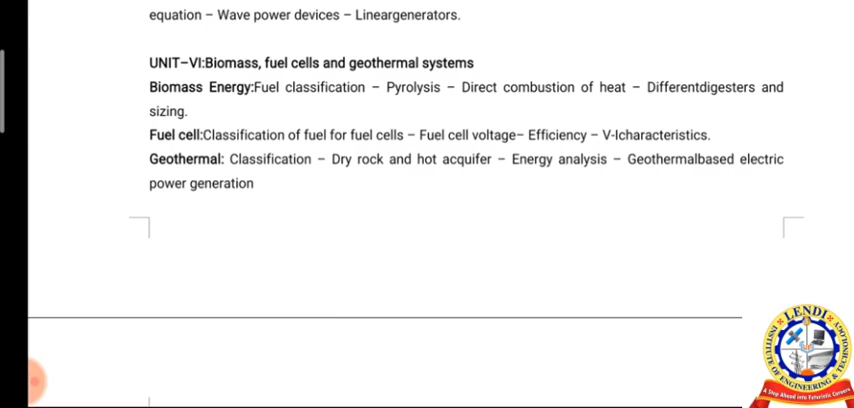 equation – Wave power devices – Lineargenerators.
UNIT–VI:Biomass, fuel cells and geothermal systems
Biomass Energy:Fuel classification – Pyrolysis – Direct combustion of heat – Differentdigesters and
sizing.
Fuel cell:Classification of fuel for fuel cells – Fuel cell voltage– Efficiency – V-Icharacteristics.
Geothermal: Classification – Dry rock and hot acquifer – Energy analysis – Geothermalbased electric
power generation
LENDI
INSTITUTE OF ENGINEERING & TECHNOLOGY
A Step Ahead into Futuristic Careers